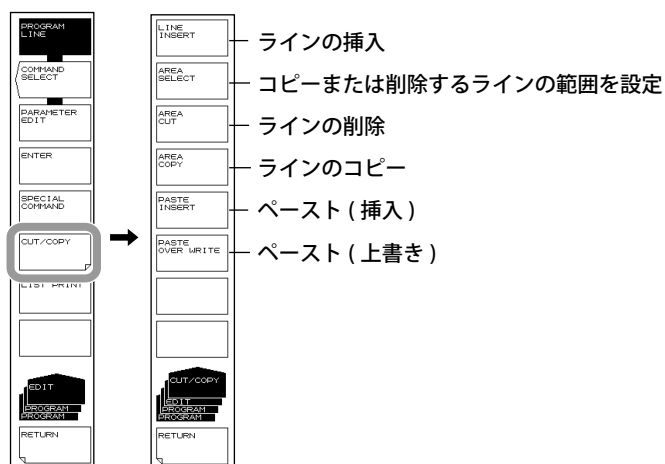 PROGRAM
LINE
COMMAND
SELECT
PARAMETER
EDIT
ENTER
SPECIAL
COMMAND
CUT/COPY
LIST PRINT
EDIT
PROGRAM
PROGRAM
RETURN
LINE
INSERT
ラインの挿入
AREA
SELECT
コピーまたは削除するラインの範囲を設定
AREA
CUT
ラインの削除
AREA
COPY
ラインのコピー
PASTE
INSERT
ペースト ( 挿入 )
PASTE
OVER WRITE
ペースト ( 上書き )
CUT/COPY
EDIT
PROGRAM
PROGRAM
RETURN